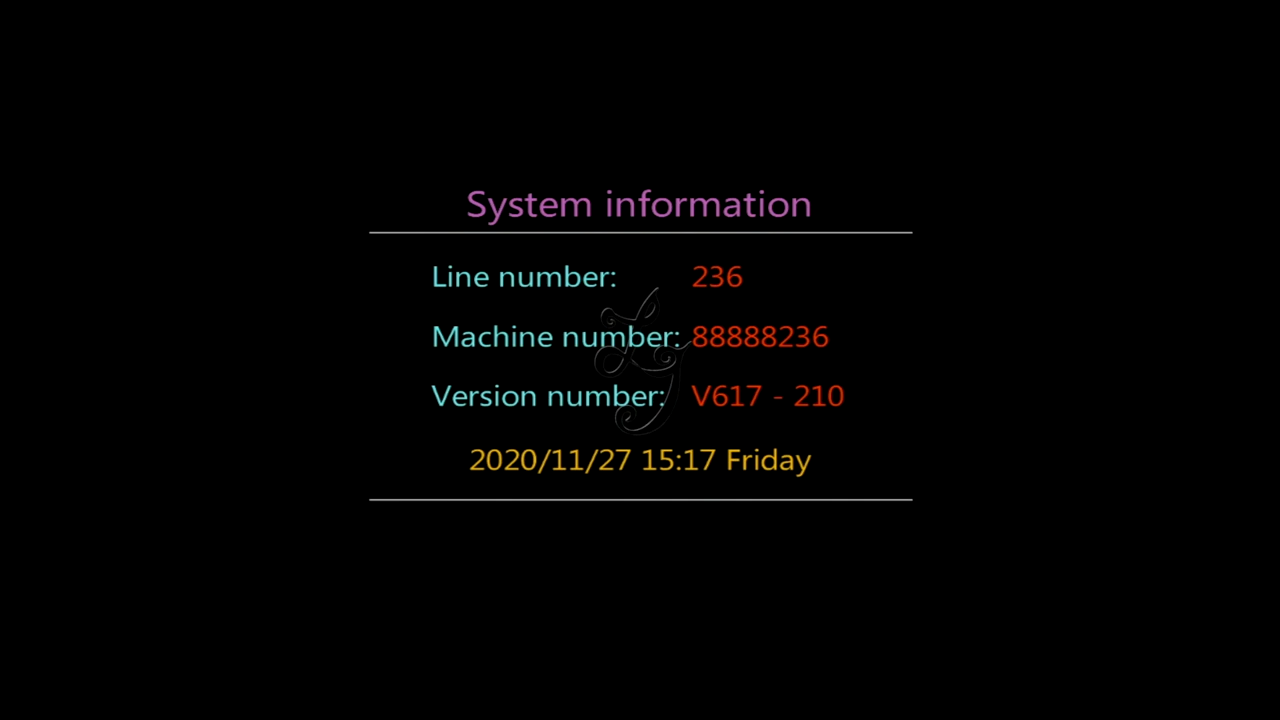 System information
Line number: 236
Machine number: 88888236
Version number: V617 - 210
2020/11/27 15:17 Friday